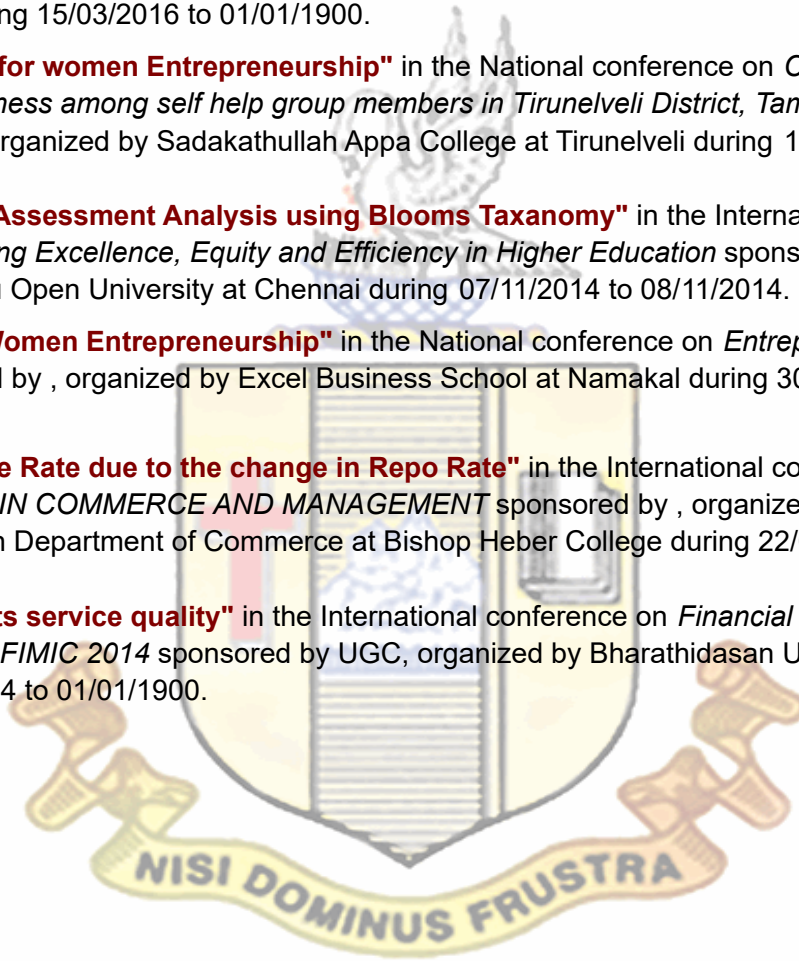 ng 15/03/2016 to 01/01/1900.
for women Entrepreneurship" in the National conference on C
ness among self help group members in Tirunelveli District, Tam
rganized by Sadakathullah Appa College at Tirunelveli during 1
Assessment Analysis using Blooms Taxanomy" in the Interna
ng Excellence, Equity and Efficiency in Higher Education spons
Open University at Chennai during 07/11/2014 to 08/11/2014.
Women Entrepreneurship" in the National conference on Entrep
d by , organized by Excel Business School at Namakal during 30
e Rate due to the change in Repo Rate" in the International co
IN COMMERCE AND MANAGEMENT sponsored by , organize
n Department of Commerce at Bishop Heber College during 22/
ts service quality" in the International conference on Financial
FIMIC 2014 sponsored by UGC, organized by Bharathidasan U
4 to 01/01/1900.
NISI DOMINUS FRUSTRA